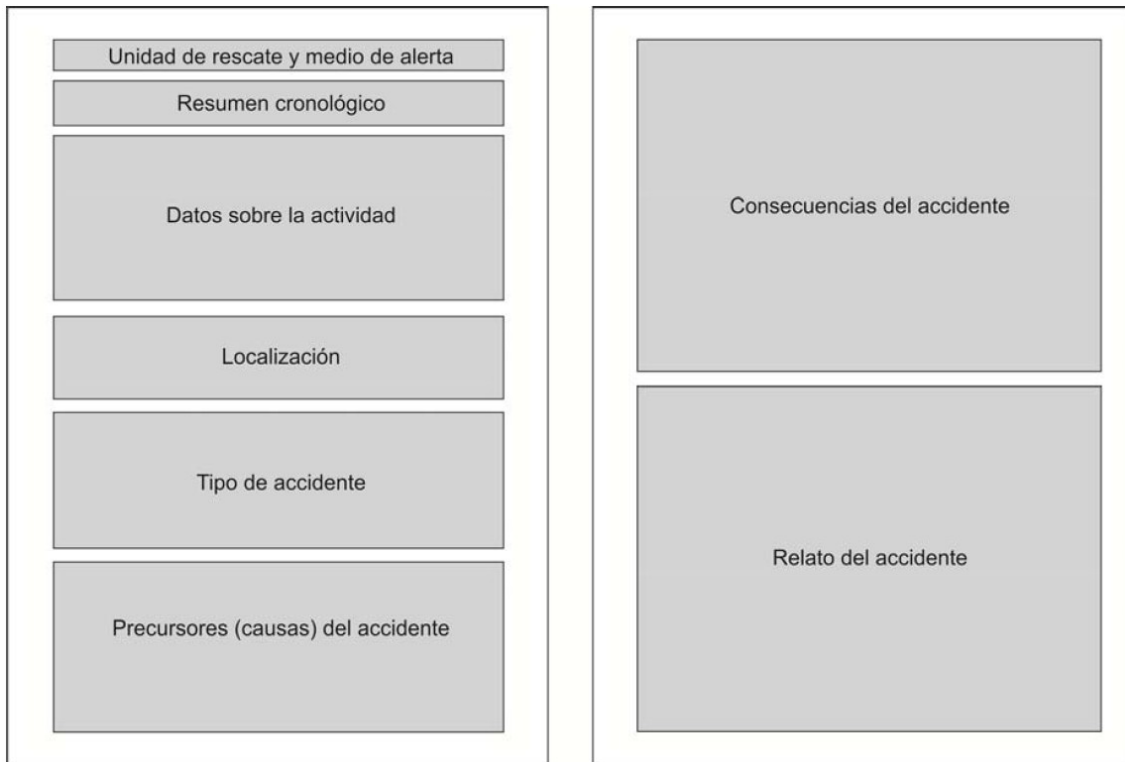 Unidad de rescate y medio de alerta
Resumen cronológico
Datos sobre la actividad
Localización
Tipo de accidente
Precursores (causas) del accidente
Consecuencias del accidente
Relato del accidente